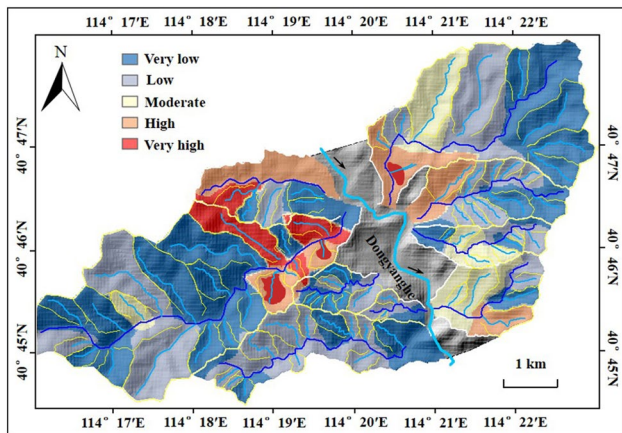 114° 17'E 114° 18'E 114° 19'E 114° 20'E 114° 21'E 114° 22'E
N
Very low
Low
Moderate
High
Very high
40° 47'N
40° 46'N
40° 45'N
40° 47'N
40° 46'N
40° 45'N
Dongyanghe
1 km
114° 17'E 114° 18'E 114° 19'E 114° 20'E 114° 21'E 114° 22'E